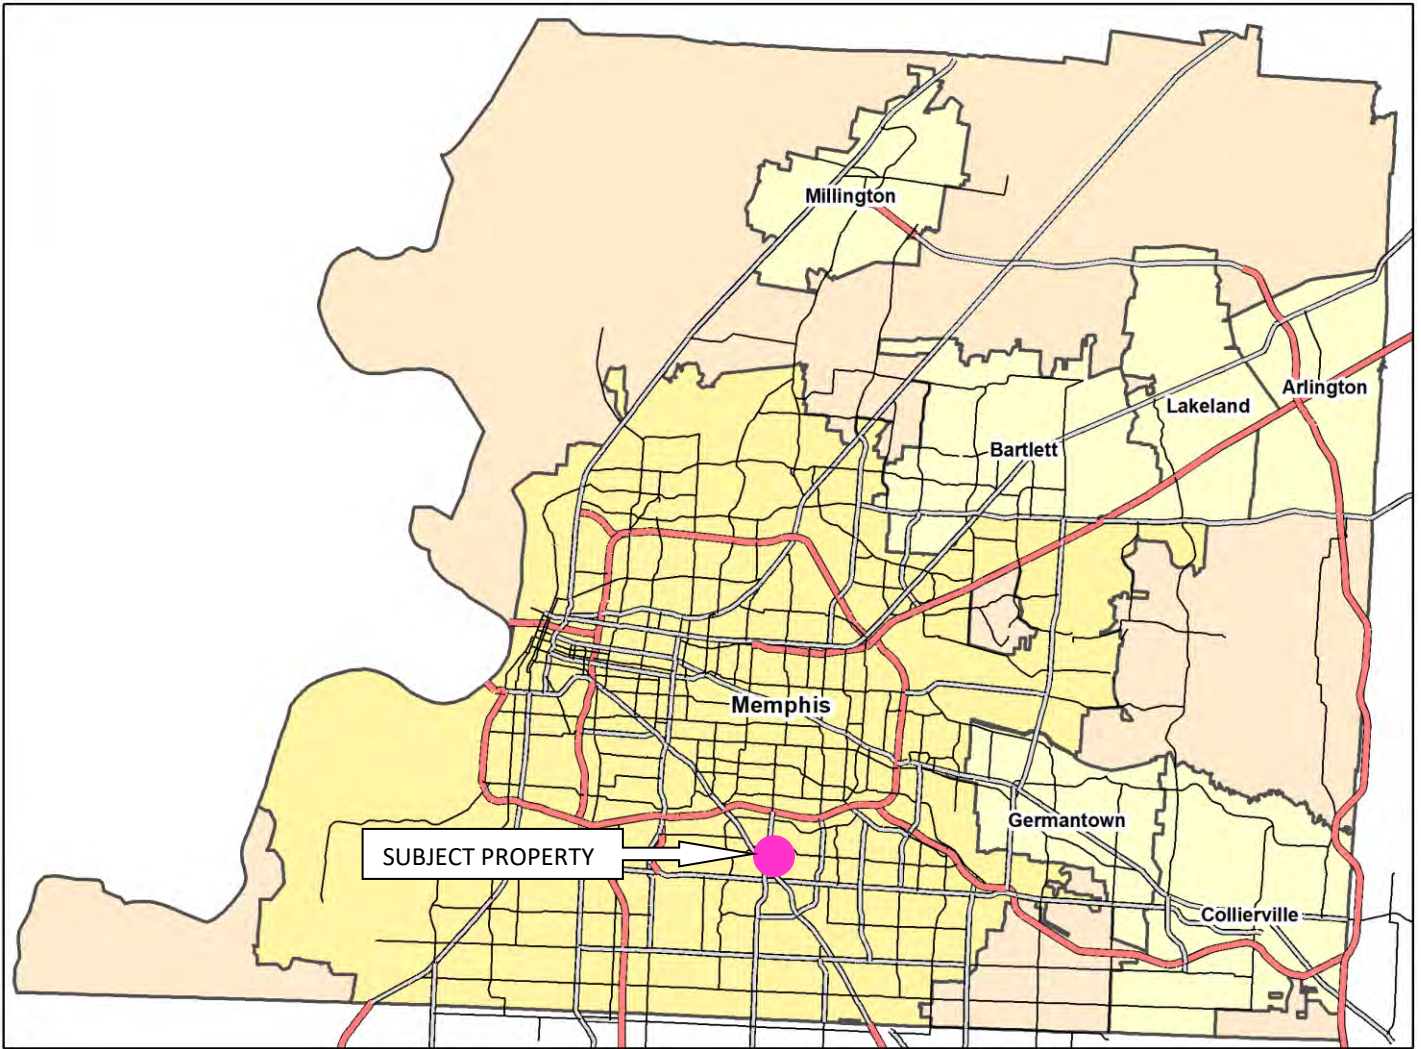 Millington
Arlington
Lakeland
Bartlett
Memphis
Germantown
SUBJECT PROPERTY
Collierville